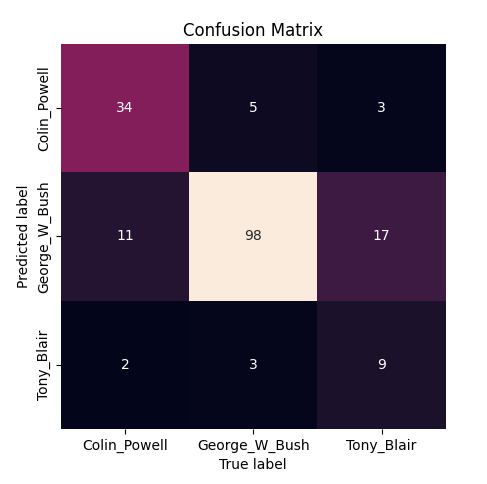 Confusion Matrix
Predicted label
Colin_Powell
34 5 3
George_W_Bush
11 98 17
Tony_Blair
2 3 9
Colin_Powell George_W_Bush Tony_Blair
True label